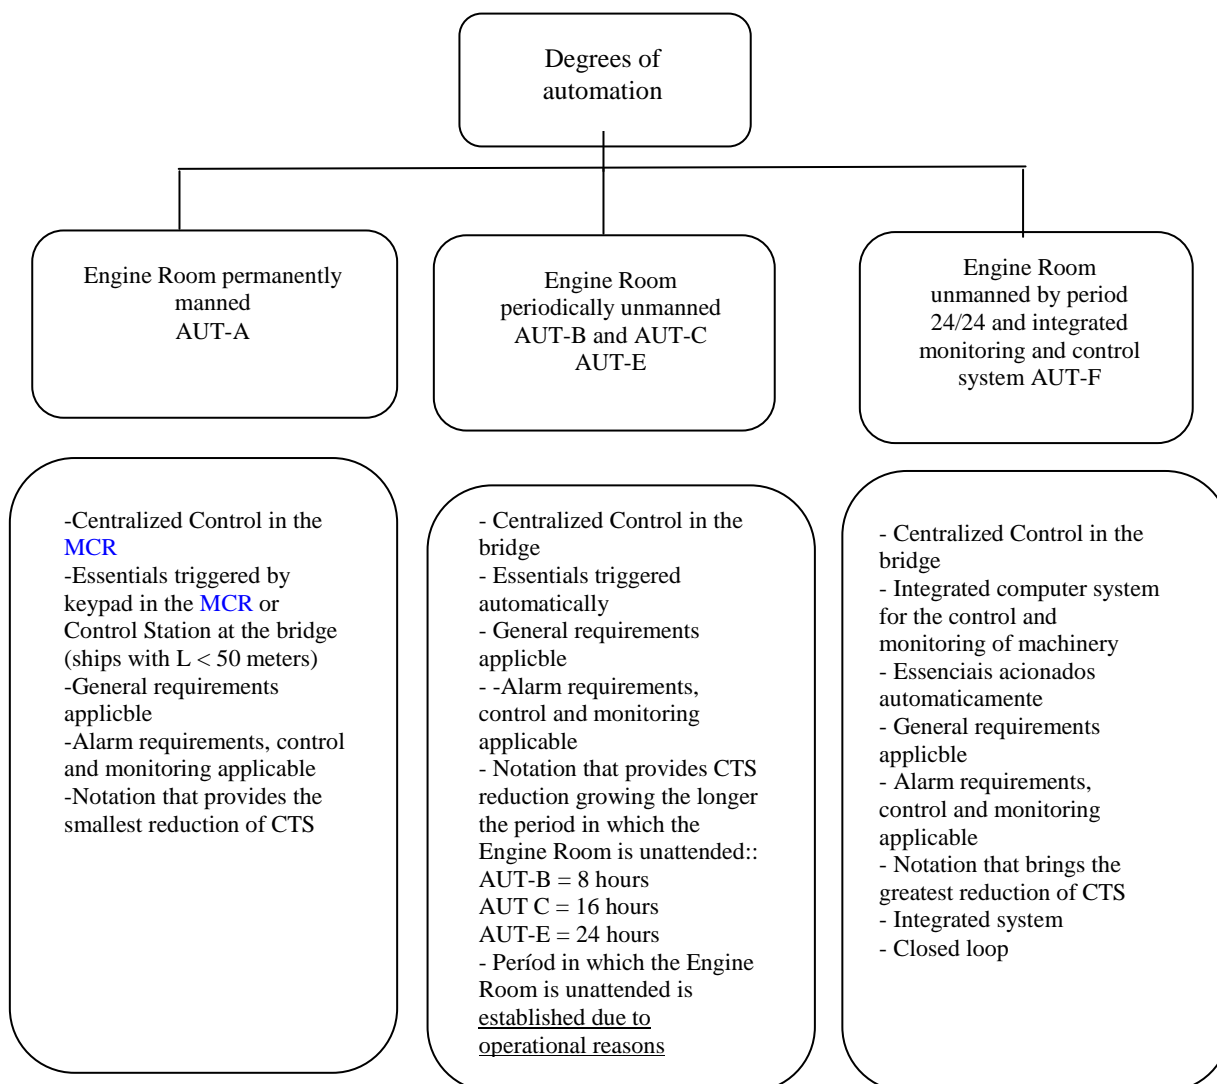 Degrees of
automation
Engine Room permanently
manned
AUT-A
Engine Room
periodically unmanned
AUT-B and AUT-C
AUT-E
Engine Room
unmanned by period
24/24 and integrated
monitoring and control
system AUT-F
-Centralized Control in the
MCR
-Essentials triggered by
keypad in the MCR or
Control Station at the bridge
(ships with L < 50 meters)
-General requirements
applicble
-Alarm requirements, control
and monitoring applicable
-Notation that provides the
smallest reduction of CTS
- Centralized Control in the
bridge
- Essentials triggered
automatically
- General requirements
applicble
- -Alarm requirements,
control and monitoring
applicable
- Notation that provides CTS
reduction growing the longer
the period in which the
Engine Room is unattended::
AUT-B = 8 hours
AUT C = 16 hours
AUT-E = 24 hours
- Períod in which the Engine
Room is unattended is
established due to
operational reasons
- Centralized Control in the
bridge
- Integrated computer system
for the control and
monitoring of machinery
- Essenciais acionados
automaticamente
- General requirements
applicble
- Alarm requirements,
control and monitoring
applicable
- Notation that brings the
greatest reduction of CTS
- Integrated system
- Closed loop